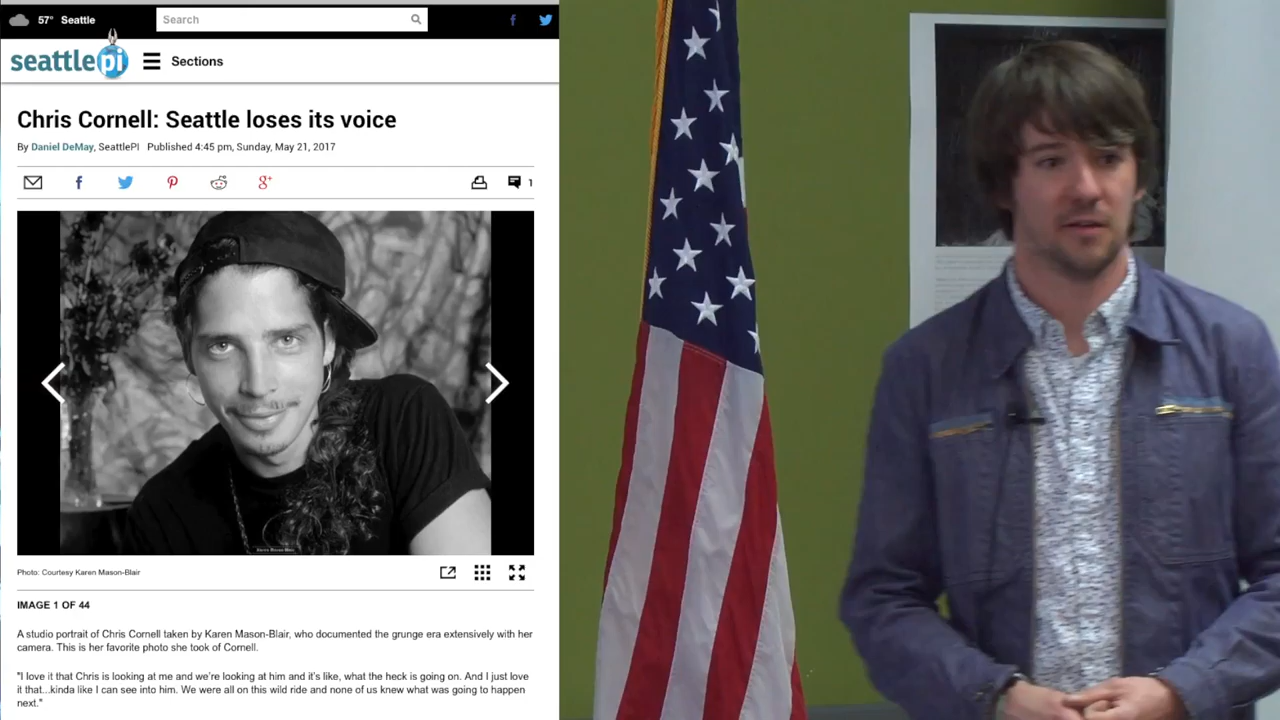 57° Seattle
Search
seattlepi
Sections
Chris Cornell: Seattle loses its voice
By Daniel DeMay, SeattlePI Published 4:45 pm, Sunday, May 21, 2017
1
Photo: Courtesy Karen Mason-Blair
IMAGE 1 OF 44
A studio portrait of Chris Cornell taken by Karen Mason-Blair, who documented the grunge era extensively with her
camera. This is her favorite photo she took of Cornell.
"I love it that Chris is looking at me and we're looking at him and it's like, what the heck is going on. And I just love
it that...kinda like I can see into him. We were all on this wild ride and none of us knew what was going to happen
next."